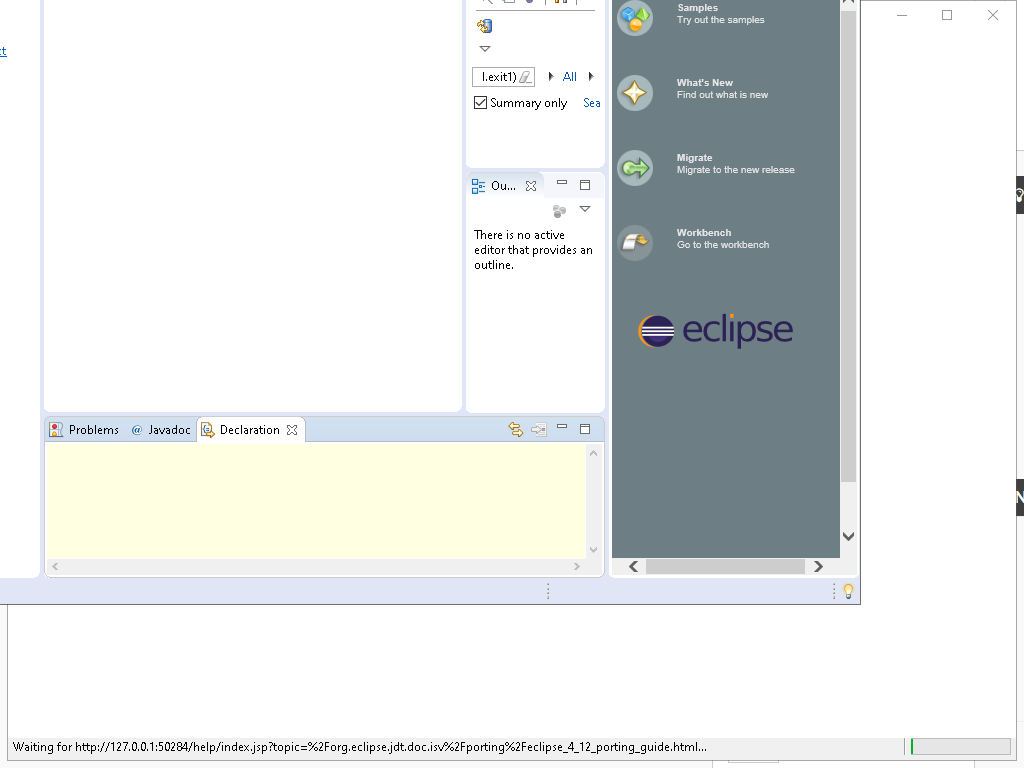 Samples
Try out the samples
l.exit1)
All
What's New
Find out what is new
Summary only
Sea
Migrate
Migrate to the new release
Ou...
Workbench
Go to the workbench
There is no active
editor that provides an
outline.
eclipse
Problems
@ Javadoc
Declaration
Waiting for http://127.0.0.1:50284/help/index.jsp?topic=%2Forg.eclipse.jdt.doc.isv%2Fporting%2Feclipse_4_12_porting_guide.html...